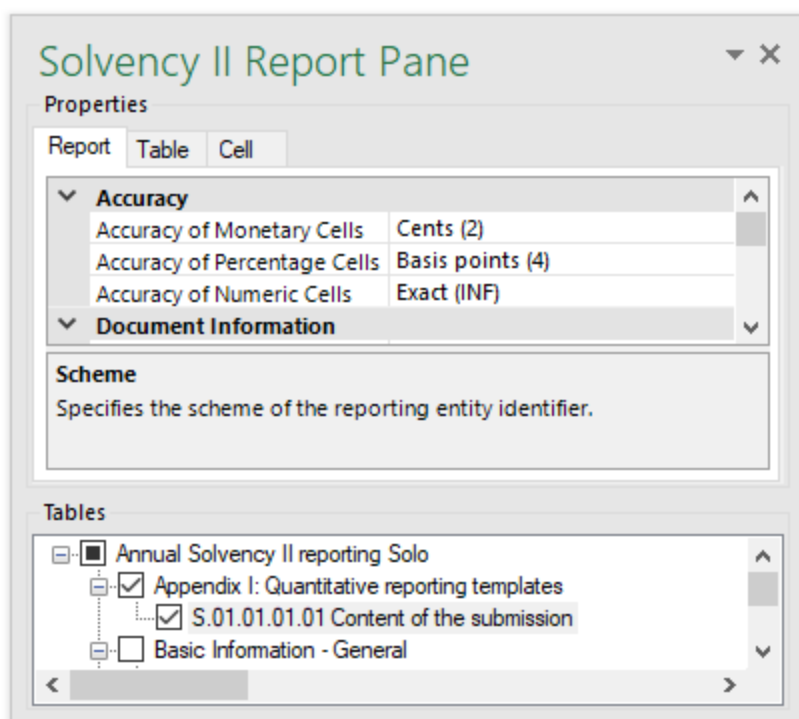 Solvency II Report Pane
Properties
Report Table Cell
Accuracy
Accuracy of Monetary Cells Cents (2)
Accuracy of Percentage Cells Basis points (4)
Accuracy of Numeric Cells Exact (INF)
Document Information
Scheme
Specifies the scheme of the reporting entity identifier.
Tables
Annual Solvency II reporting Solo
Appendix I: Quantitative reporting templates
S.01.01.01.01 Content of the submission
Basic Information - General